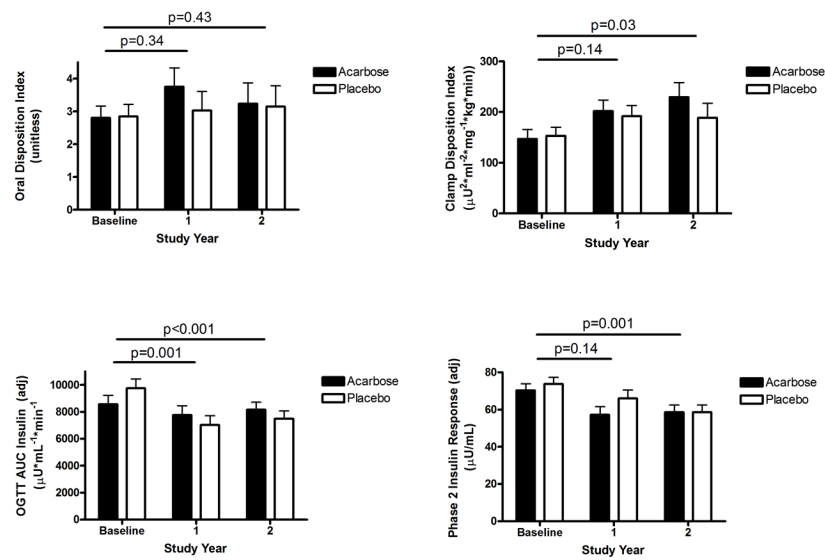 p=0.43
p=0.34
Oral Disposition Index
(unitless)
4
3
2
1
0
Baseline
1
2
Study Year
Acarbose
Placebo
p=0.03
p=0.14
Clamp Disposition Index
(μU²*ml⁻²*mg⁻¹*kg*min))
300
200
100
0
Baseline
1
2
Study Year
Acarbose
Placebo
p<0.001
p=0.001
OGTT AUC Insulin (adj)
(μU*mL⁻¹*min⁻¹
10000
8000
6000
4000
2000
0
Baseline
1
2
Study Year
Acarbose
Placebo
p=0.001
p=0.14
Phase 2 Insulin Response (adj)
(μU/mL)
80
60
40
20
0
Baseline
1
2
Study Year
Acarbose
Placebo